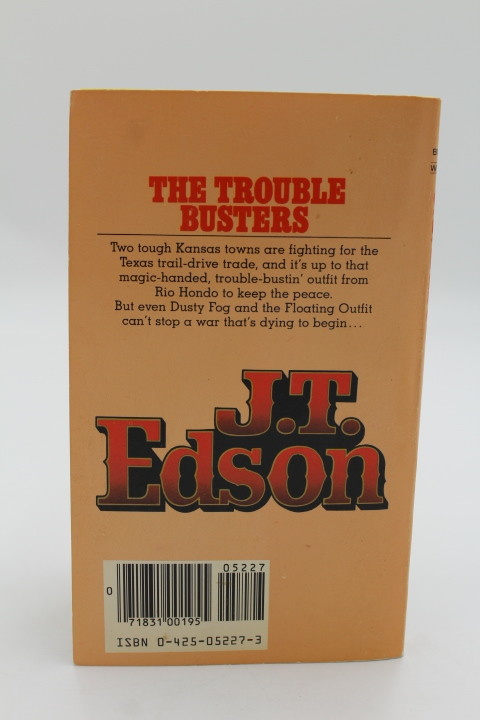 THE TROUBLE
BUSTERS
Two tough Kansas towns are fighting for the
Texas trail-drive trade, and it's up to that
magic-handed, trouble-bustin' outfit from
Rio Hondo to keep the peace.
But even Dusty Fog and the Floating Outfit
can't stop a war that's dying to begin...
J.T.
Edson
05227
0
71831 00195
ISBN 0-425-05227-3